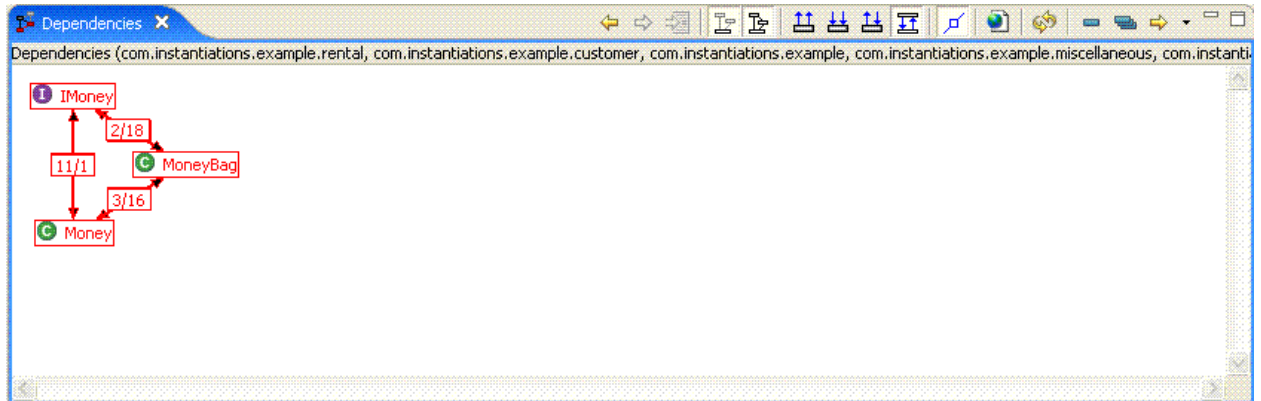 Dependencies
Dependencies (com.instantiations.example.rental, com.instantiations.example.customer, com.instantiations.example, com.instantiations.example.miscellaneous, com.instanti
I IMoney
2/18
11/1
C MoneyBag
3/16
C Money